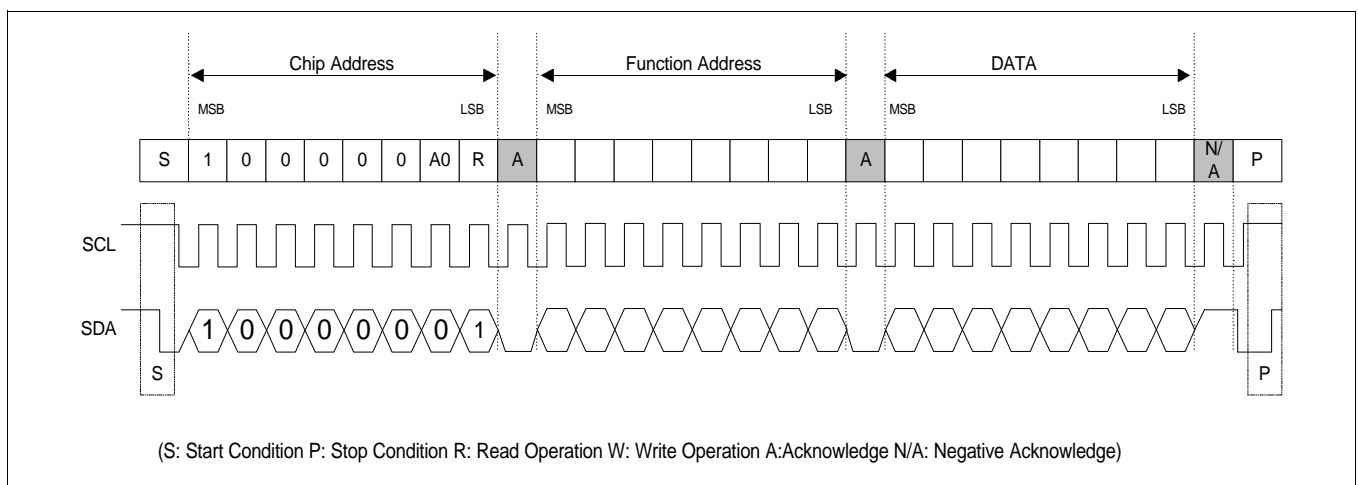 Chip Address Function Address DATA
MSB LSB MSB LSB MSB LSB
S 1 0 0 0 0 0 A0 R A A N/A P
SCL
SDA 1 0 0 0 0 0 0 1
S P
(S: Start Condition P: Stop Condition R: Read Operation W: Write Operation A:Acknowledge N/A: Negative Acknowledge)